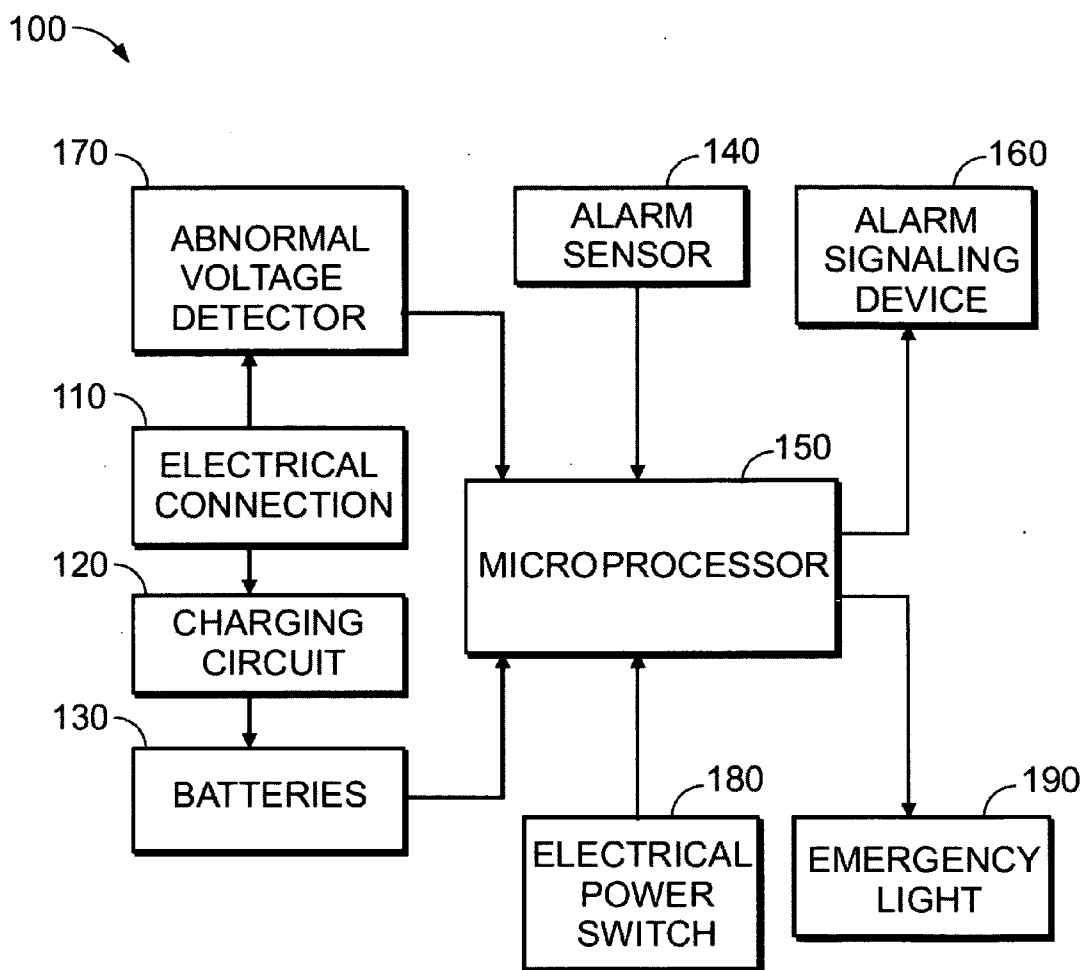 100
170
ABNORMAL
VOLTAGE
DETECTOR
140
ALARM
SENSOR
160
ALARM
SIGNALING
DEVICE
110
ELECTRICAL
CONNECTION
150
MICROPROCESSOR
120
CHARGING
CIRCUIT
130
BATTERIES
180
ELECTRICAL
POWER
SWITCH
190
EMERGENCY
LIGHT